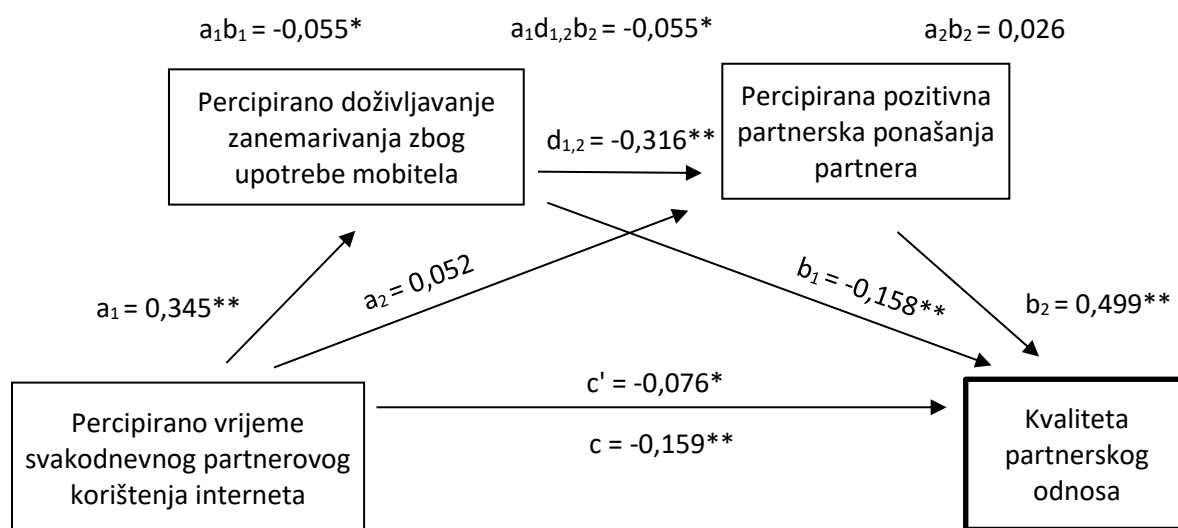 a₁b₁ = -0,055*
a₁d₁,₂b₂ = -0,055*
a₂b₂ = 0,026
Percipirano doživljavanje
zanemarivanja zbog
upotrebe mobitela
d₁,₂ = -0,316**
Percipirana pozitivna
partnerska ponašanja
partnera
a₁ = 0,345**
a₂ = 0,052
b₁ = -0,158**
b₂ = 0,499**
Percipirano vrijeme
svakodnevnog partnerovog
korištenja interneta
c' = -0,076*
c = -0,159**
Kvaliteta
partnerskog
odnosa